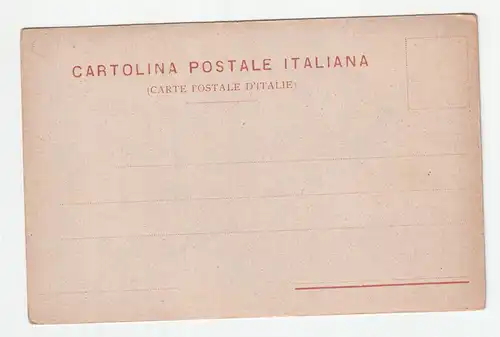 CARTOLINA POSTALE ITALIANA
(CARTE POSTALE D'ITALIE)